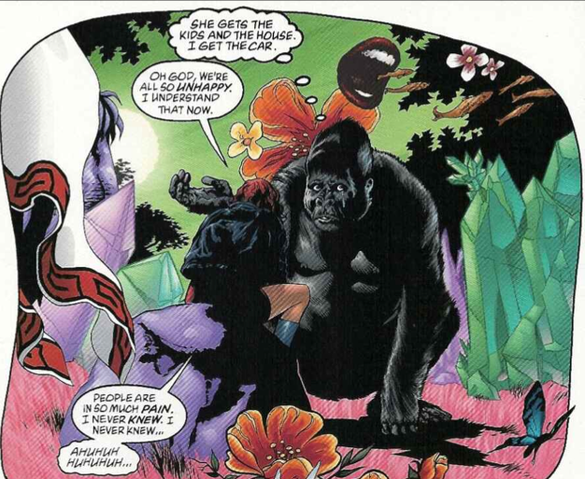 SHE GETS THE
KIDS AND THE HOUSE.
I GET THE CAR.
OH GOD, WE'RE
ALL SO UNHAPPY.
I UNDERSTAND
THAT NOW.
PEOPLE ARE
IN SO MUCH PAIN.
I NEVER KNEW. I
NEVER KNEW...
AHUHUH
HUHUHUH...